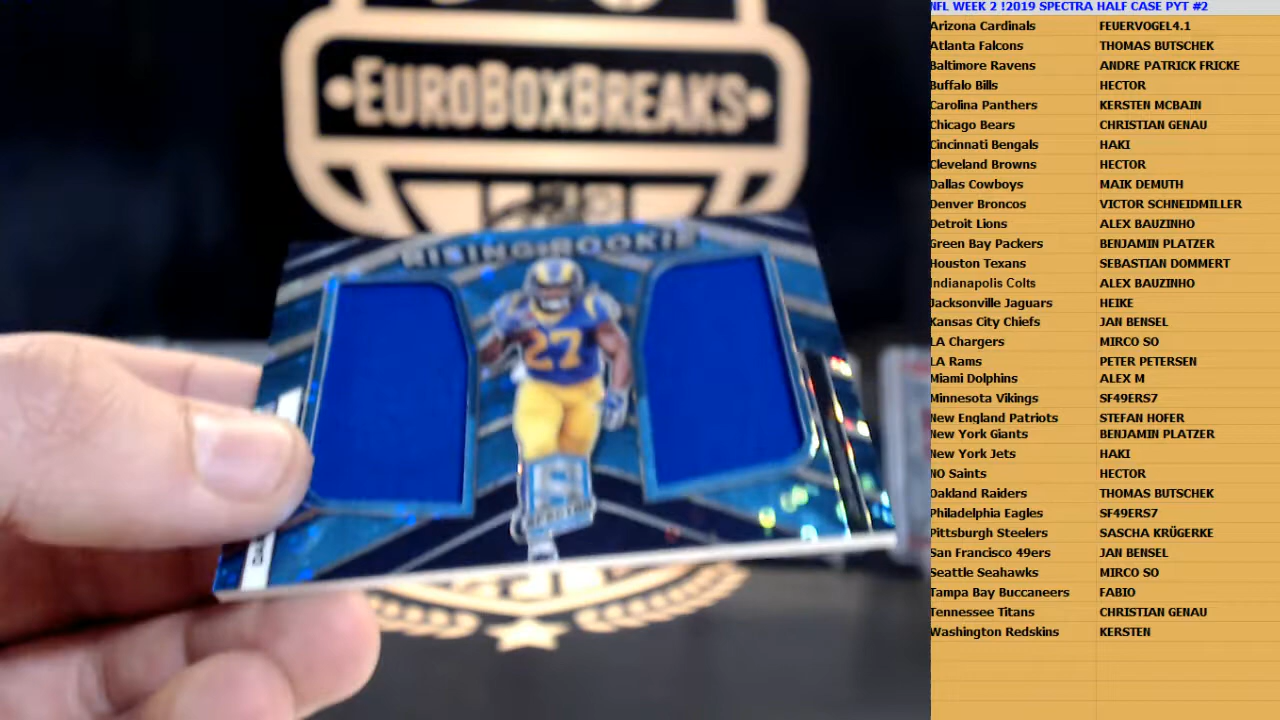 EUROBOXBREAKS
RISING ROOKIE
27
SPECTRA
NFL WEEK 2 !2019 SPECTRA HALF CASE PYT #2
Arizona Cardinals FEUERVOGEL4.1
Atlanta Falcons THOMAS BUTSCHEK
Baltimore Ravens ANDRE PATRICK FRICKE
Buffalo Bills HECTOR
Carolina Panthers KERSTEN MCBAIN
Chicago Bears CHRISTIAN GENAU
Cincinnati Bengals HAKI
Cleveland Browns HECTOR
Dallas Cowboys MAIK DEMUTH
Denver Broncos VICTOR SCHNEIDMILLER
Detroit Lions ALEX BAUZINHO
Green Bay Packers BENJAMIN PLATZER
Houston Texans SEBASTIAN DOMMERT
Indianapolis Colts ALEX BAUZINHO
Jacksonville Jaguars HEIKE
Kansas City Chiefs JAN BENSEL
LA Chargers MIRCO SO
LA Rams PETER PETERSEN
Miami Dolphins ALEX M
Minnesota Vikings SF49ERS7
New England Patriots STEFAN HOFER
New York Giants BENJAMIN PLATZER
New York Jets HAKI
NO Saints HECTOR
Oakland Raiders THOMAS BUTSCHEK
Philadelphia Eagles SF49ERS7
Pittsburgh Steelers SASCHA KRÜGERKE
San Francisco 49ers JAN BENSEL
Seattle Seahawks MIRCO SO
Tampa Bay Buccaneers FABIO
Tennessee Titans CHRISTIAN GENAU
Washington Redskins KERSTEN